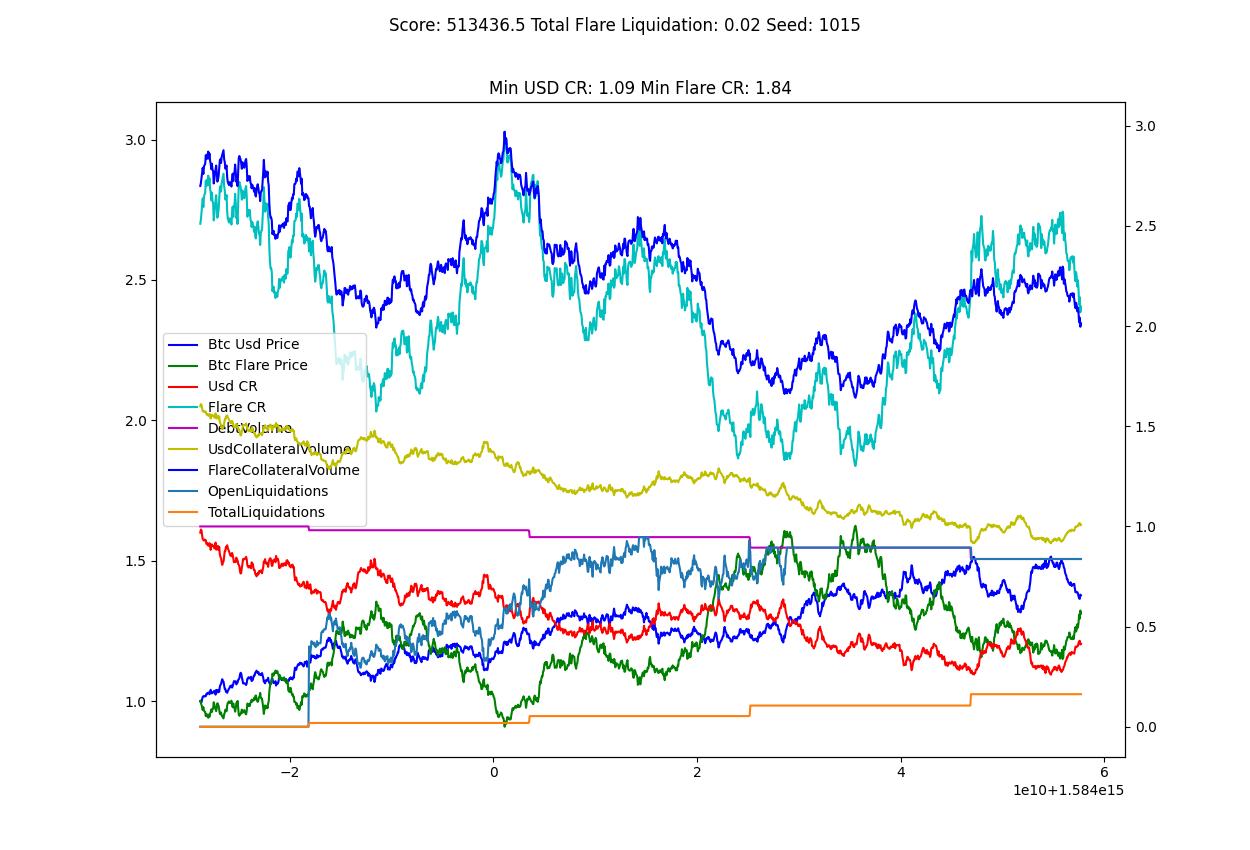 Score: 513436.5 Total Flare Liquidation: 0.02 Seed: 1015
Min USD CR: 1.09 Min Flare CR: 1.84
3.0
2.5
2.0
1.5
1.0
Btc Usd Price
Btc Flare Price
Usd CR
Flare CR
DebtVolume
UsdCollateralVolume
FlareCollateralVolume
OpenLiquidations
TotalLiquidations
3.0
2.5
2.0
1.5
1.0
0.5
0.0
−2
0
2
4
6
1e10+1.584e15